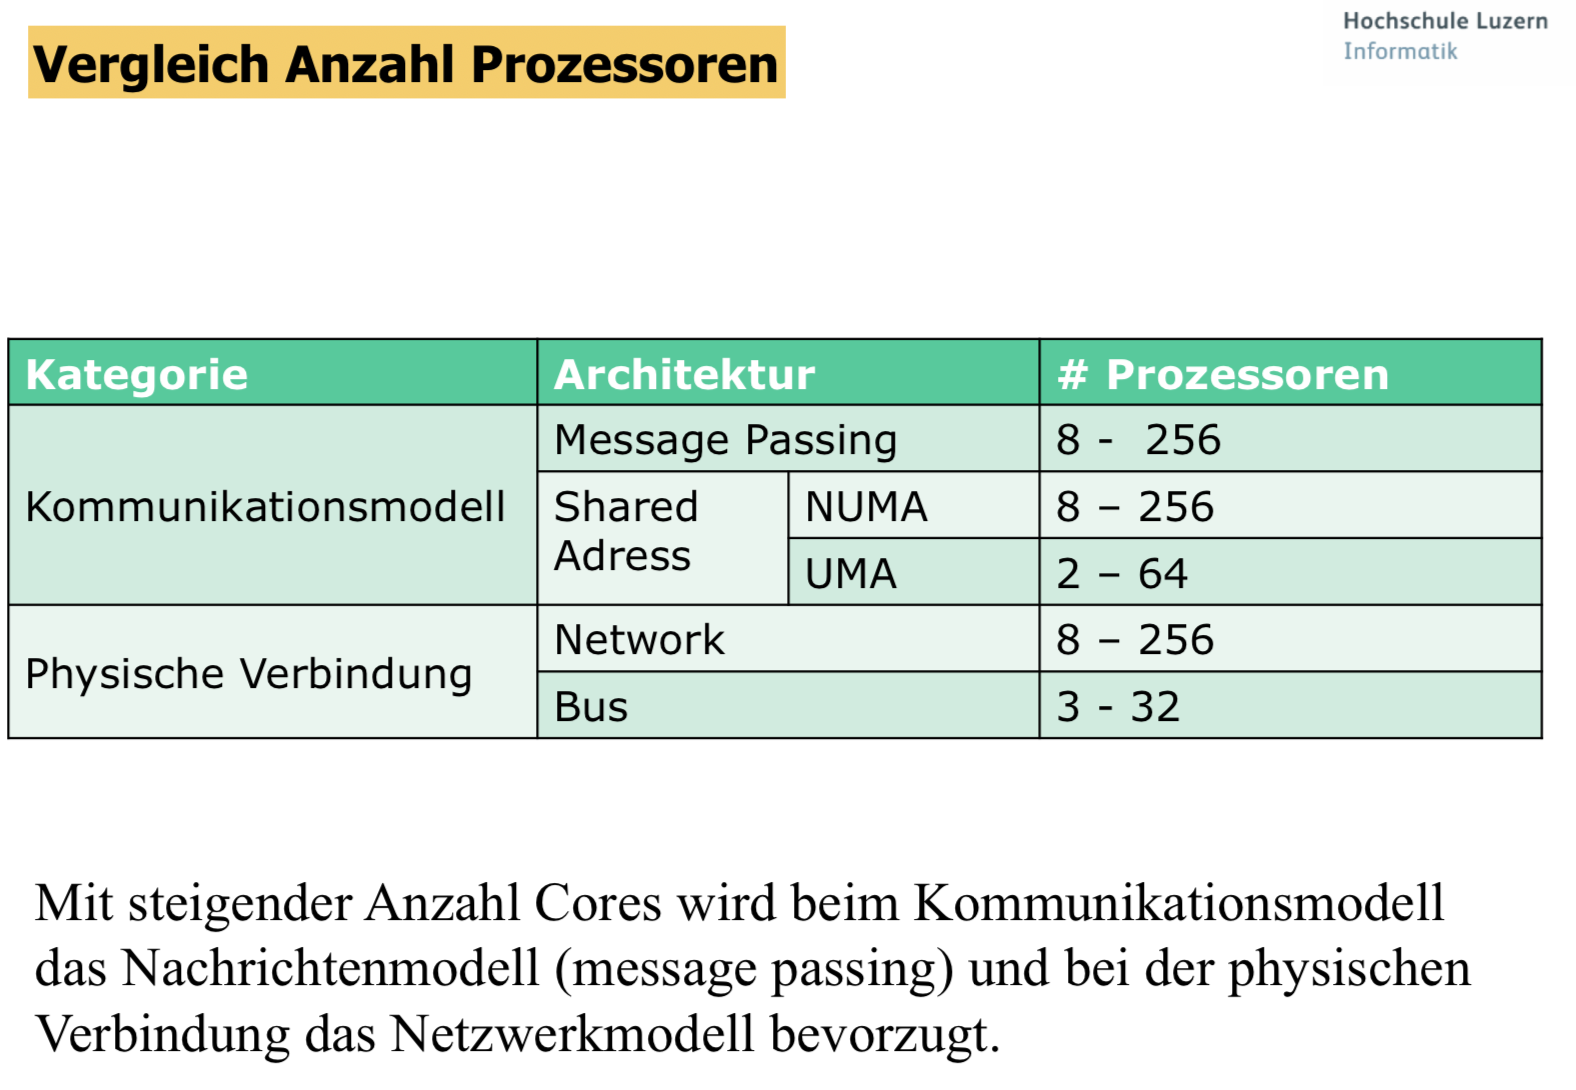 Hochschule Luzern
Informatik
Vergleich Anzahl Prozessoren
Kategorie Architektur # Prozessoren
Kommunikationsmodell Message Passing 8 - 256
Shared Adress NUMA 8 – 256
UMA 2 – 64
Physische Verbindung Network 8 – 256
Bus 3 - 32
Mit steigender Anzahl Cores wird beim Kommunikationsmodell
das Nachrichtenmodell (message passing) und bei der physischen
Verbindung das Netzwerkmodell bevorzugt.